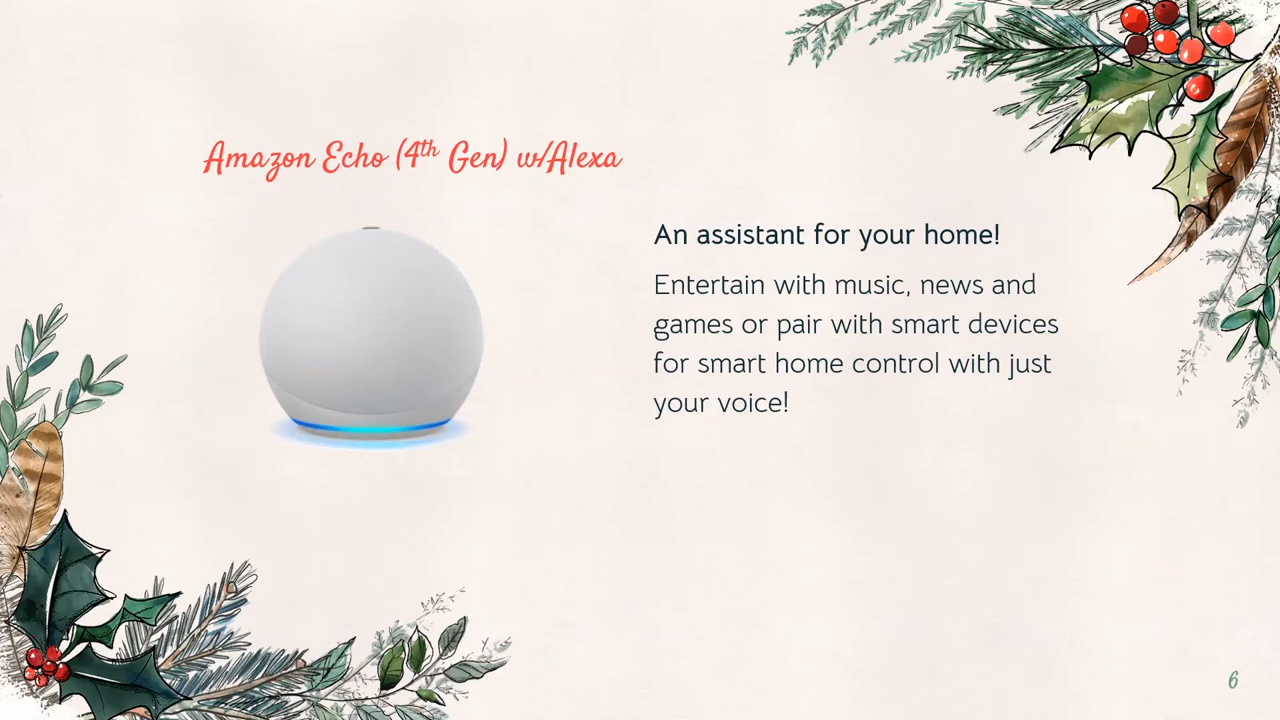 Amazon Echo (4th Gen) w/Alexa
An assistant for your home!
Entertain with music, news and
games or pair with smart devices
for smart home control with just
your voice!
6